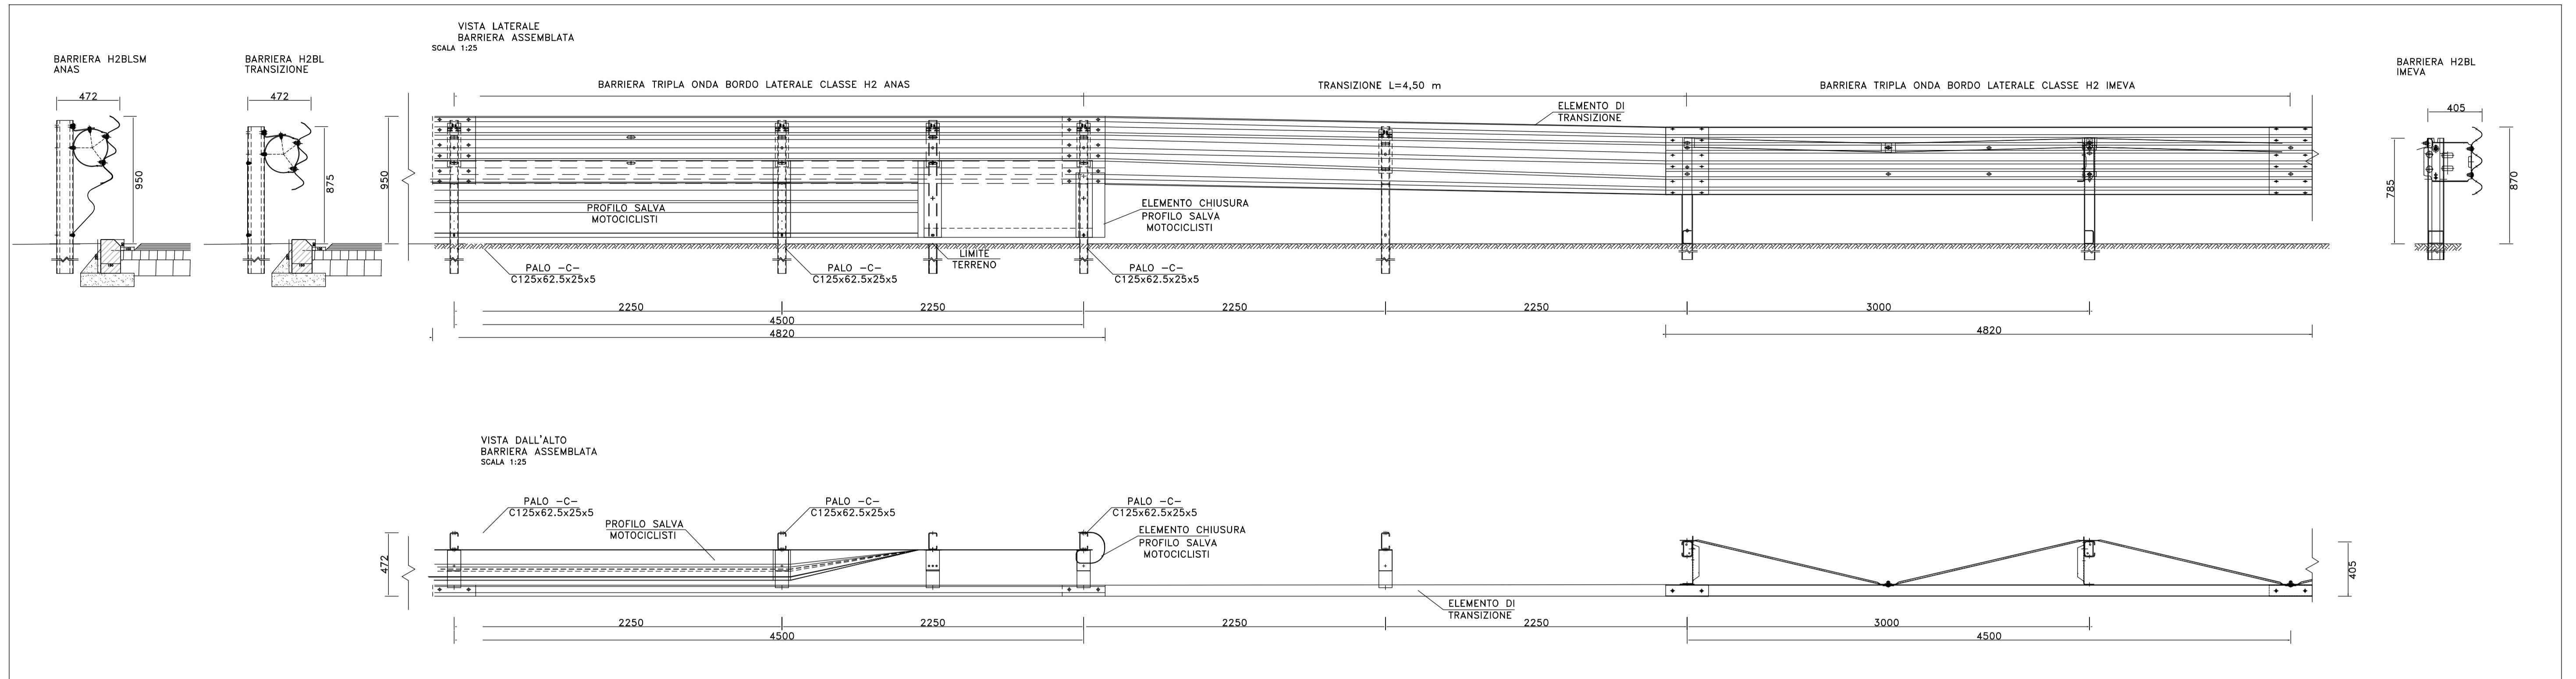 VISTA LATERALE
BARRIERA ASSEMBLATA
SCALA 1:25
BARRIERA H2BLSM
ANAS
BARRIERA H2BL
TRANSIZIONE
BARRIERA H2BL
IMEVA
BARRIERA TRIPLA ONDA BORDO LATERALE CLASSE H2 ANAS
TRANSIZIONE L=4,50 m
BARRIERA TRIPLA ONDA BORDO LATERALE CLASSE H2 IMEVA
472
472
405
ELEMENTO DI
TRANSIZIONE
950
875
950
785
870
PROFILO SALVA
MOTOCICLISTI
ELEMENTO CHIUSURA
PROFILO SALVA
MOTOCICLISTI
LIMITE
TERRENO
PALO -C-
C125x62.5x25x5
PALO -C-
C125x62.5x25x5
PALO -C-
C125x62.5x25x5
2250
2250
2250
2250
3000
4500
4820
4820
VISTA DALL'ALTO
BARRIERA ASSEMBLATA
SCALA 1:25
PALO -C-
C125x62.5x25x5
PALO -C-
C125x62.5x25x5
PALO -C-
C125x62.5x25x5
PROFILO SALVA
MOTOCICLISTI
ELEMENTO CHIUSURA
PROFILO SALVA
MOTOCICLISTI
472
405
ELEMENTO DI
TRANSIZIONE
2250
2250
2250
2250
3000
4500
4500